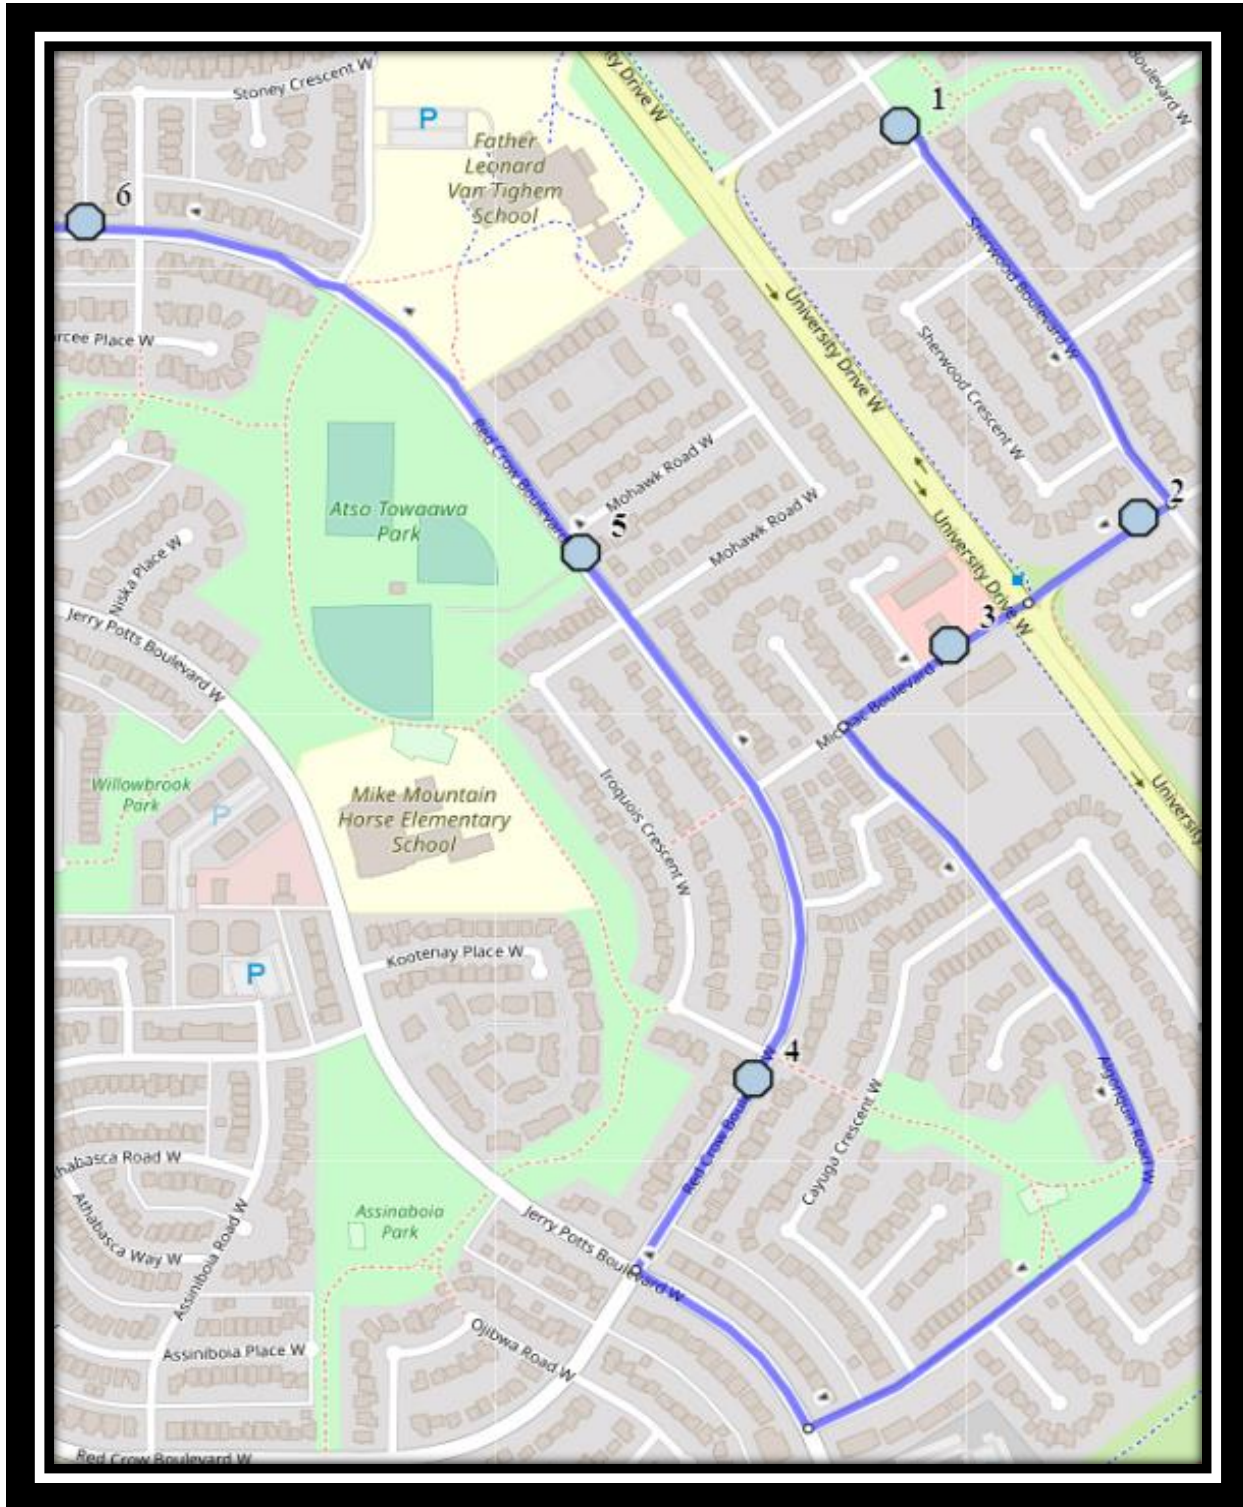 Stoney Crescent W
P
Father
Leonard
Van Tighem
School
ty Drive W
1
Boulevard W
6
Sherwood Boulevard W
University Drive W
rcee Place W
Sherwood Crescent W
Red Crow Boulevard
Mohawk Road W
Atso Towaawa
Park
5
Mohawk Road W
2
University Drive W
Niska Place W
3
Jerry Potts Boulevard W
Micmac Boulevard
Willowbrook
Park
P
Mike Mountain
Horse Elementary
School
Iroquois Crescent W
University
Kootenay Place W
P
4
W
Red Crow Bou
Algonquin Road W
Cayuga Crescent W
habasca Road W
Athabasca Way W
Assiniboia Road W
Assinaboia
Park
Jerry Potts Boulevard W
Ojibwa Road W
Assiniboia Place W
Red Crow Boulevard W